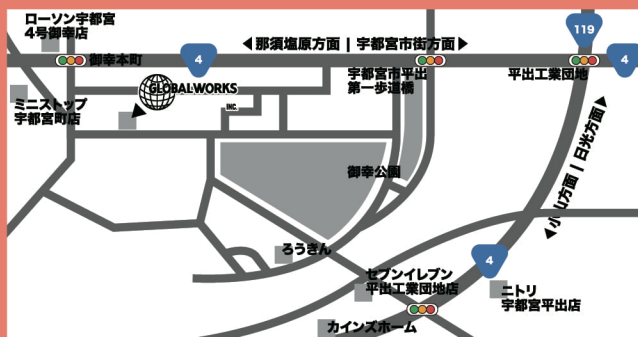 ローソン宇都宮
4号御幸店
御幸本町
4
◀那須塩原方面 | 宇都宮市街方面▶
119
4
宇都宮市平出
第一歩道橋
平出工業団地
ミニストップ
宇都宮町店
GLOBALWORKS
INC.
御幸公園
◀小山方面 | 日光方面▶
ろうきん
4
セブンイレブン
平出工業団地店
ニトリ
宇都宮平出店
カインズホーム